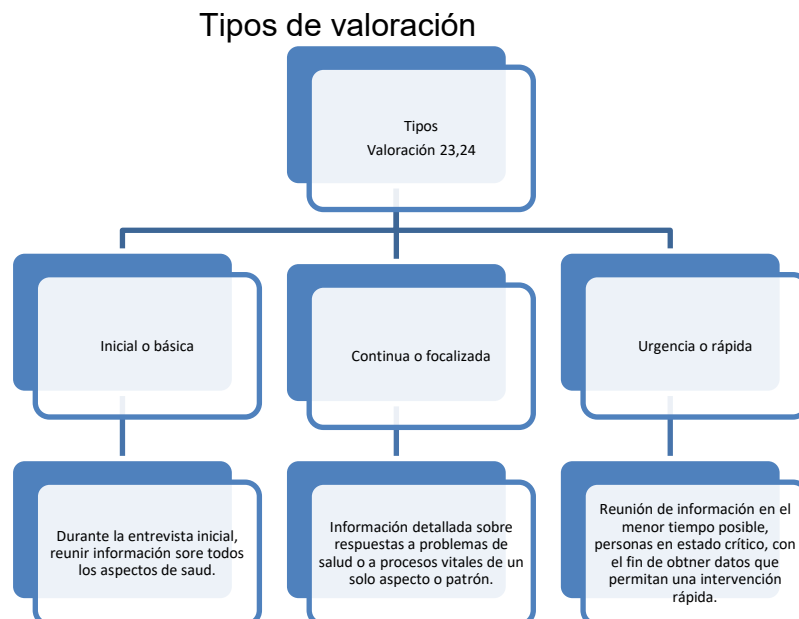 Tipos de valoración
Tipos
Valoración 23,24
Inicial o básica
Continua o focalizada
Urgencia o rápida
Durante la entrevista inicial,
reunir información sore todos
los aspectos de saud.
Información detallada sobre
respuestas a problemas de
salud o a procesos vitales de un
solo aspecto o patrón.
Reunión de información en el
menor tiempo posible,
personas en estado crítico, con
el fin de obtner datos que
permitan una intervención
rápida.